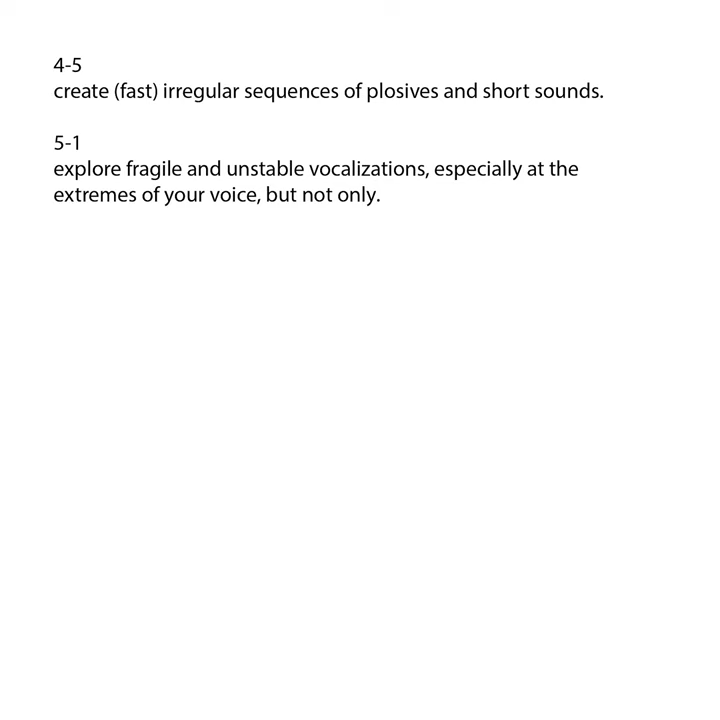 4-5
create (fast) irregular sequences of plosives and short sounds.
5-1
explore fragile and unstable vocalizations, especially at the
extremes of your voice, but not only.